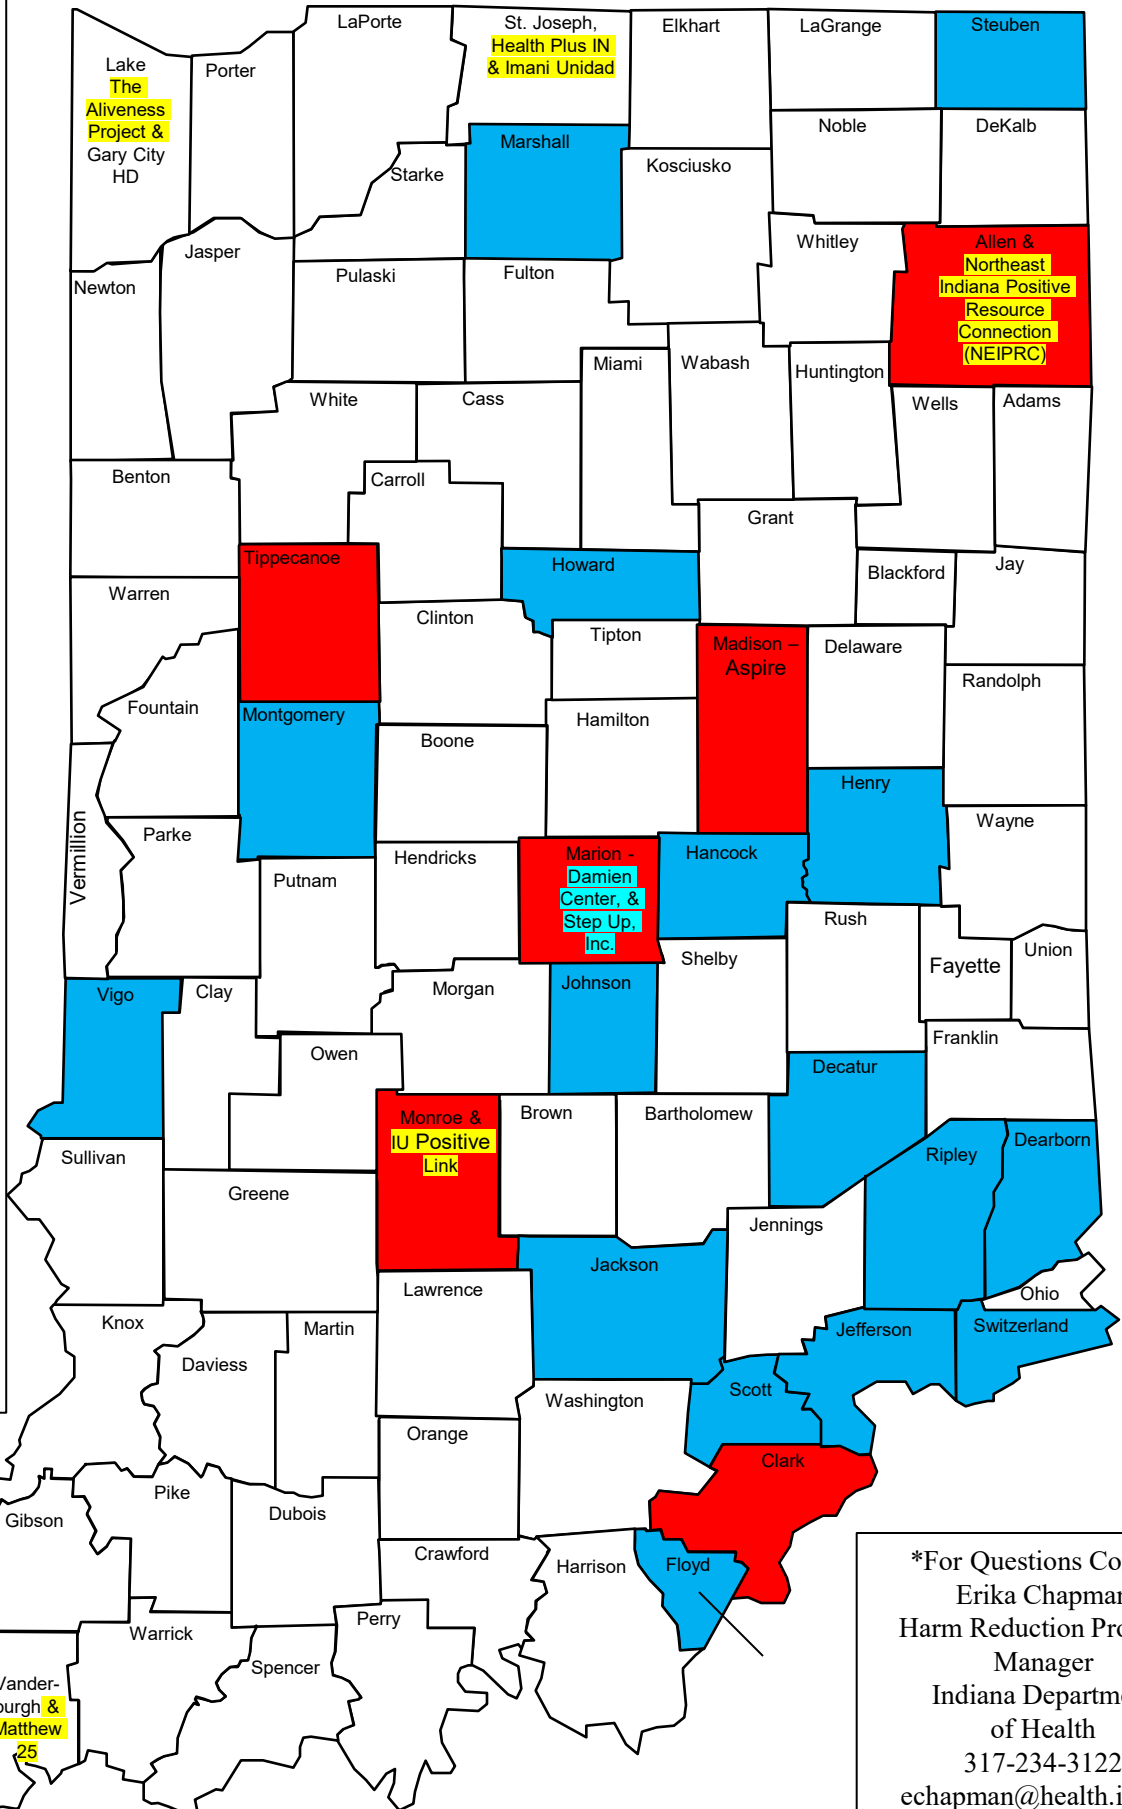 LaPorte
St. Joseph,
Health Plus IN
& Imani Unidad
Elkhart
LaGrange
Steuben
Lake
The
Aliveness
Project &
Gary City
HD
Porter
Noble
DeKalb
Marshall
Kosciusko
Starke
Whitley
Allen &
Northeast
Indiana Positive
Resource
Connection
(NEIPRC)
Jasper
Newton
Pulaski
Fulton
Miami
Wabash
Huntington
White
Cass
Wells
Adams
Benton
Carroll
Grant
Tippecanoe
Howard
Blackford
Jay
Warren
Clinton
Tipton
Madison –
Aspire
Delaware
Randolph
Fountain
Montgomery
Hamilton
Boone
Henry
Vermillion
Parke
Wayne
Hendricks
Marion -
Damien
Center, &
Step Up,
Inc.
Hancock
Putnam
Rush
Fayette
Union
Shelby
Vigo
Clay
Morgan
Johnson
Owen
Franklin
Decatur
Monroe &
IU Positive
Link
Brown
Bartholomew
Sullivan
Ripley
Dearborn
Greene
Jennings
Jackson
Lawrence
Ohio
Knox
Martin
Jefferson
Switzerland
Daviess
Scott
Washington
Orange
Clark
Pike
Gibson
Dubois
Crawford
Harrison
Floyd
Perry
Warrick
Spencer
Vander-
burgh &
Matthew
25
*For Questions Co
Erika Chapman
Harm Reduction Pro
Manager
Indiana Departme
of Health
317-234-3122
echapman@health.i